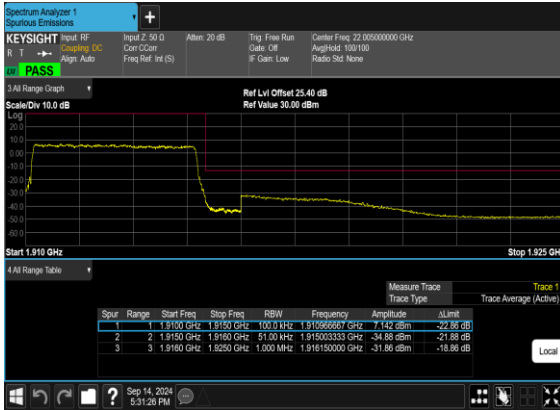 Spectrum Analyzer 1
Spurious Emissions
KEYSIGHT Input: RF Input Z: 50 Ω Atten: 20 dB Trig: Free Run Center Freq: 22.005000000 GHz
R T Coupling: DC Corr CCorr Gate: Off Avg|Hold: 100/100
Align: Auto Freq Ref: Int (S) IF Gain: Low Radio Std: None
PASS
3 All Range Graph
Ref Lvl Offset 25.40 dB
Scale/Div 10.0 dB Ref Value 30.00 dBm
Log
20.0
10.0
0.00
-10.0
-20.0
-30.0
-40.0
-50.0
-60.0
Start 1.910 GHz Stop 1.925 GH
4 All Range Table
Measure Trace Trace 1
Trace Type Trace Average (Active)
Spur Range Start Freq Stop Freq RBW Frequency Amplitude ΔLimit
1 1 1.9100 GHz 1.9150 GHz 100.0 kHz 1.910966667 GHz 7.142 dBm -22.86 dB
2 2 1.9150 GHz 1.9160 GHz 51.00 kHz 1.915003333 GHz -34.88 dBm -21.88 dB
3 3 1.9160 GHz 1.9250 GHz 1.000 MHz 1.916150000 GHz -31.86 dBm -18.86 dB
Local
Sep 14, 2024
5:31:26 PM